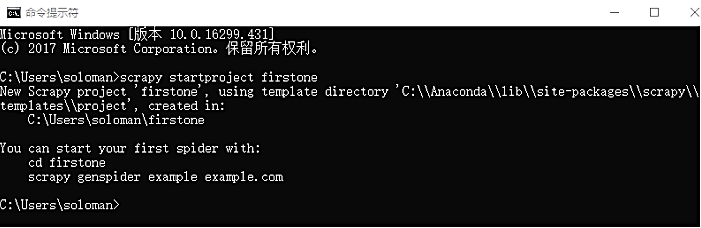 命令提示符
Microsoft Windows [版本 10.0.16299.431]
(c) 2017 Microsoft Corporation。保留所有权利。
C:\Users\soloman>scrapy startproject firstone
New Scrapy project 'firstone', using template directory 'C:\\Anaconda\\lib\\site-packages\\scrapy\\
templates\\project', created in:
C:\Users\soloman\firstone
You can start your first spider with:
cd firstone
scrapy genspider example example.com
C:\Users\soloman>